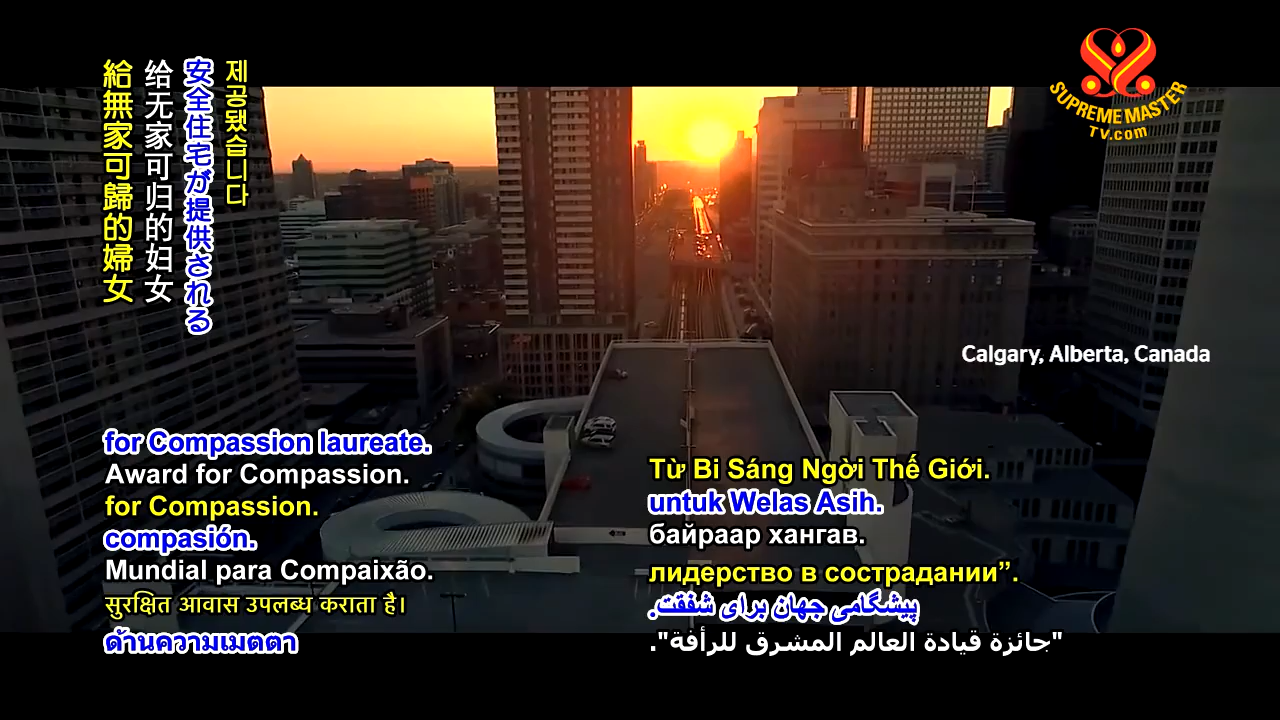 給無家可歸的婦女
给无家可归的妇女
安全住宅が提供される
제공됐습니다
SUPREME MASTER
TV.com
Calgary, Alberta, Canada
for Compassion laureate.
Award for Compassion.
for Compassion.
compasión.
Mundial para Compaixão.
सुरक्षित आवास उपलब्ध कराता है।
ด้านความเมตตา
Từ Bi Sáng Ngời Thế Giới.
untuk Welas Asih.
байраар хангав.
лидерство в сострадании”.
پیشگامی جهان برای شفقت.
"جائزة قيادة العالم المشرق للرأفة".